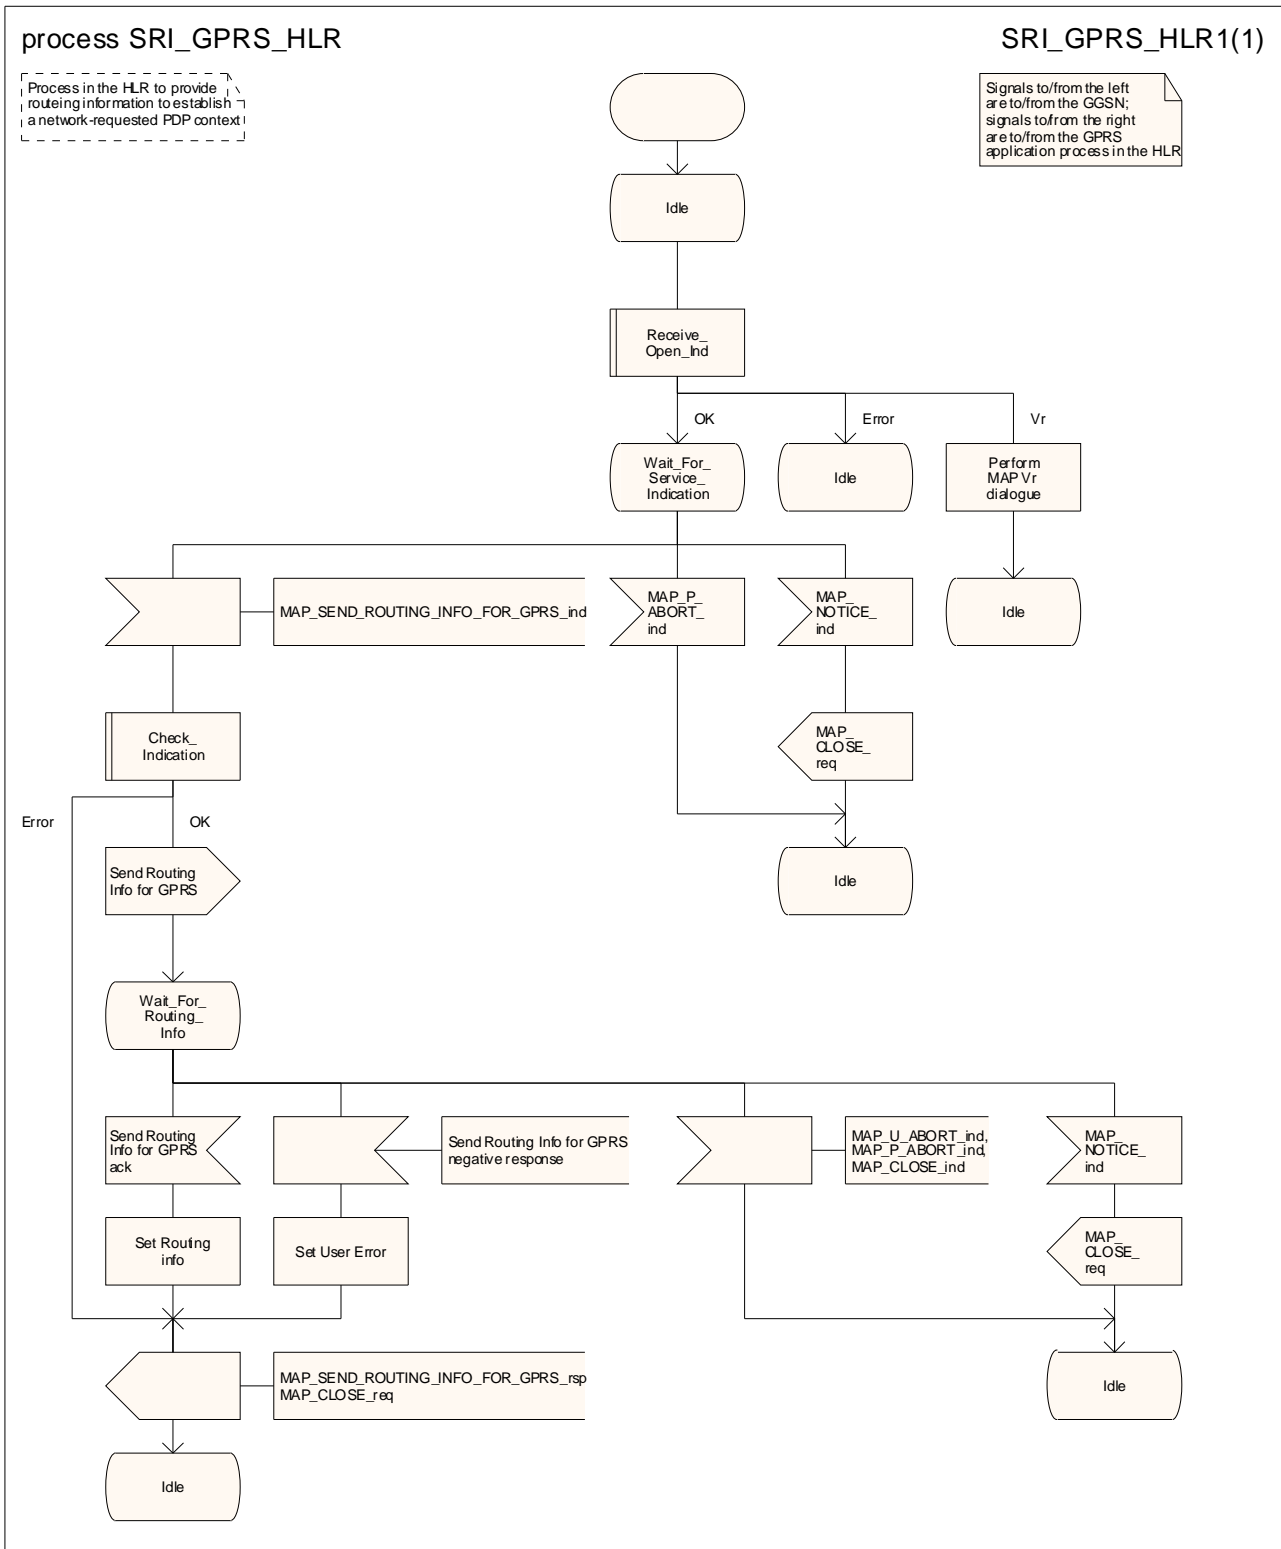 process SRI_GPRS_HLR
SRI_GPRS_HLR1(1)
Process in the HLR to provide
routeing information to establish
a network-requested PDP context
Signals to/from the left
are to/from the GGSN;
signals to/from the right
are to/from the GPRS
application process in the HLR
Idle
Receive_
Open_Ind
OK
Error
Vr
Wait_For_
Service_
Indication
Idle
Perform
MAP Vr
dialogue
MAP_SEND_ROUTING_INFO_FOR_GPRS_ind
MAP_P_
ABORT_
ind
MAP_
NOTICE_
ind
Idle
Check_
Indication
MAP_
CLOSE_
req
Error
OK
Send Routing
Info for GPRS
Idle
Wait_For_
Routing_
Info
Send Routing
Info for GPRS
ack
Send Routing Info for GPRS
negative response
MAP_U_ABORT_ind,
MAP_P_ABORT_ind,
MAP_CLOSE_ind
MAP_
NOTICE_
ind
Set Routing
info
Set User Error
MAP_
CLOSE_
req
MAP_SEND_ROUTING_INFO_FOR_GPRS_rsp
MAP_CLOSE_req
Idle
Idle